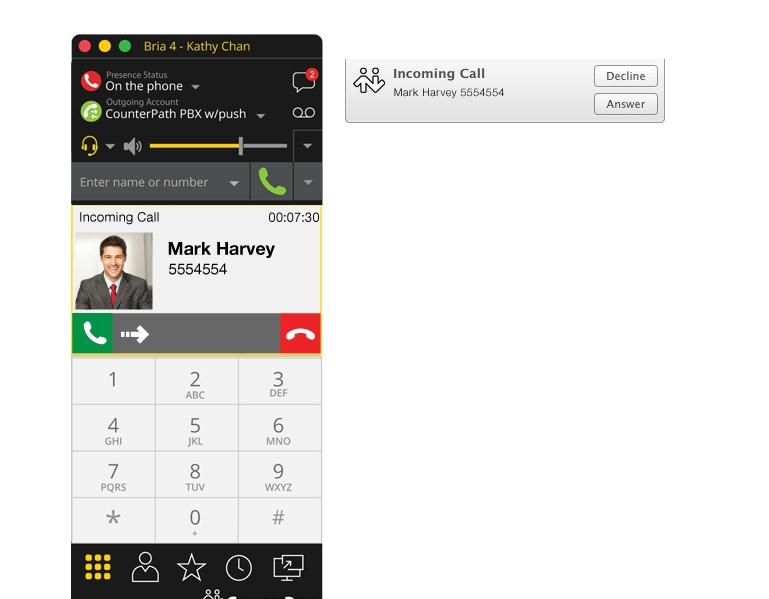 Bria 4 - Kathy Chan
Presence Status
On the phone
2
Outgoing Account
CounterPath PBX w/push
Enter name or number
Incoming Call 00:07:30
Mark Harvey
5554554
1 2 3
ABC DEF
4 5 6
GHI JKL MNO
7 8 9
PQRS TUV WXYZ
* 0 #
+
Incoming Call
Mark Harvey 5554554
Decline
Answer